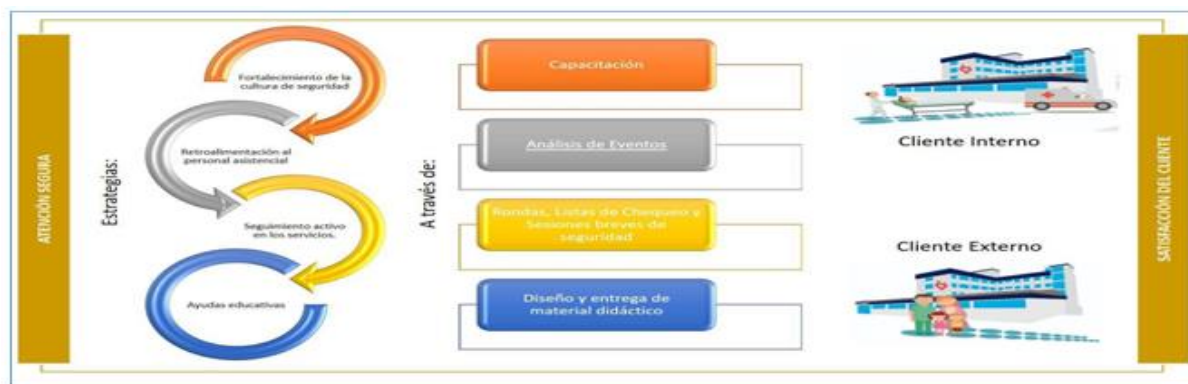 ATENCIÓN SEGURA
Estrategias:
Fortalecimiento de la
cultura de seguridad
Retroalimentación al
personal asistencial
Seguimiento activo
en los servicios.
Ayudas educativas
A través de:
Capacitación
Análisis de Eventos
Rondas, Listas de Chequeo y
Sesiones breves de
seguridad
Diseño y entrega de
material didáctico
Cliente Interno
Cliente Externo
SATISFACCIÓN DEL CLIENTE